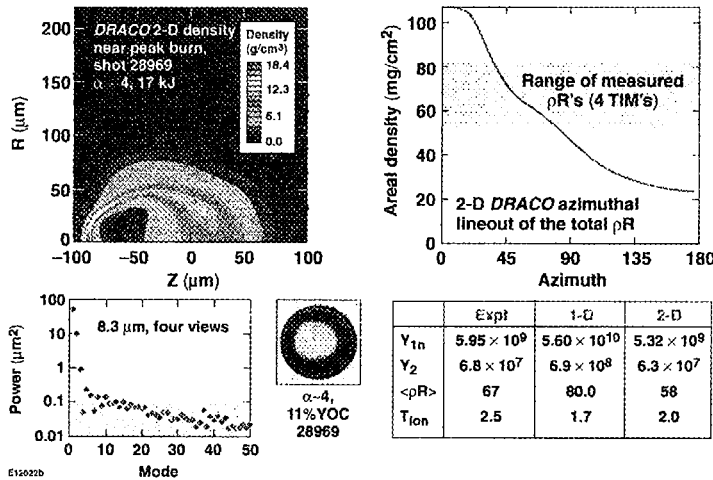 DRACO 2-D density
near peak burn,
shot 28969
α~4, 17 kJ
Density
(g/cm³)
18.4
12.3
6.1
0.0
R (μm)
200
150
100
50
0
−100
−50
0
50
100
Z (μm)
Areal density (mg/cm²)
100
80
60
40
20
0
Range of measured
ρR's (4 TIM's)
2-D DRACO azimuthal
lineout of the total ρR
0
45
90
135
180
Azimuth
Power (μm²)
100
10
1
0.1
0.01
8.3 μm, four views
0
10
20
30
40
50
Mode
α~4,
11%YOC
28969
Expt 1-D 2-D
Y1n 5.95 × 10⁹ 5.60 × 10¹⁰ 5.32 × 10⁹
Y2 6.8 × 10⁷ 6.9 × 10⁸ 6.3 × 10⁷
<ρR> 67 80.0 58
Tion 2.5 1.7 2.0
E12022b